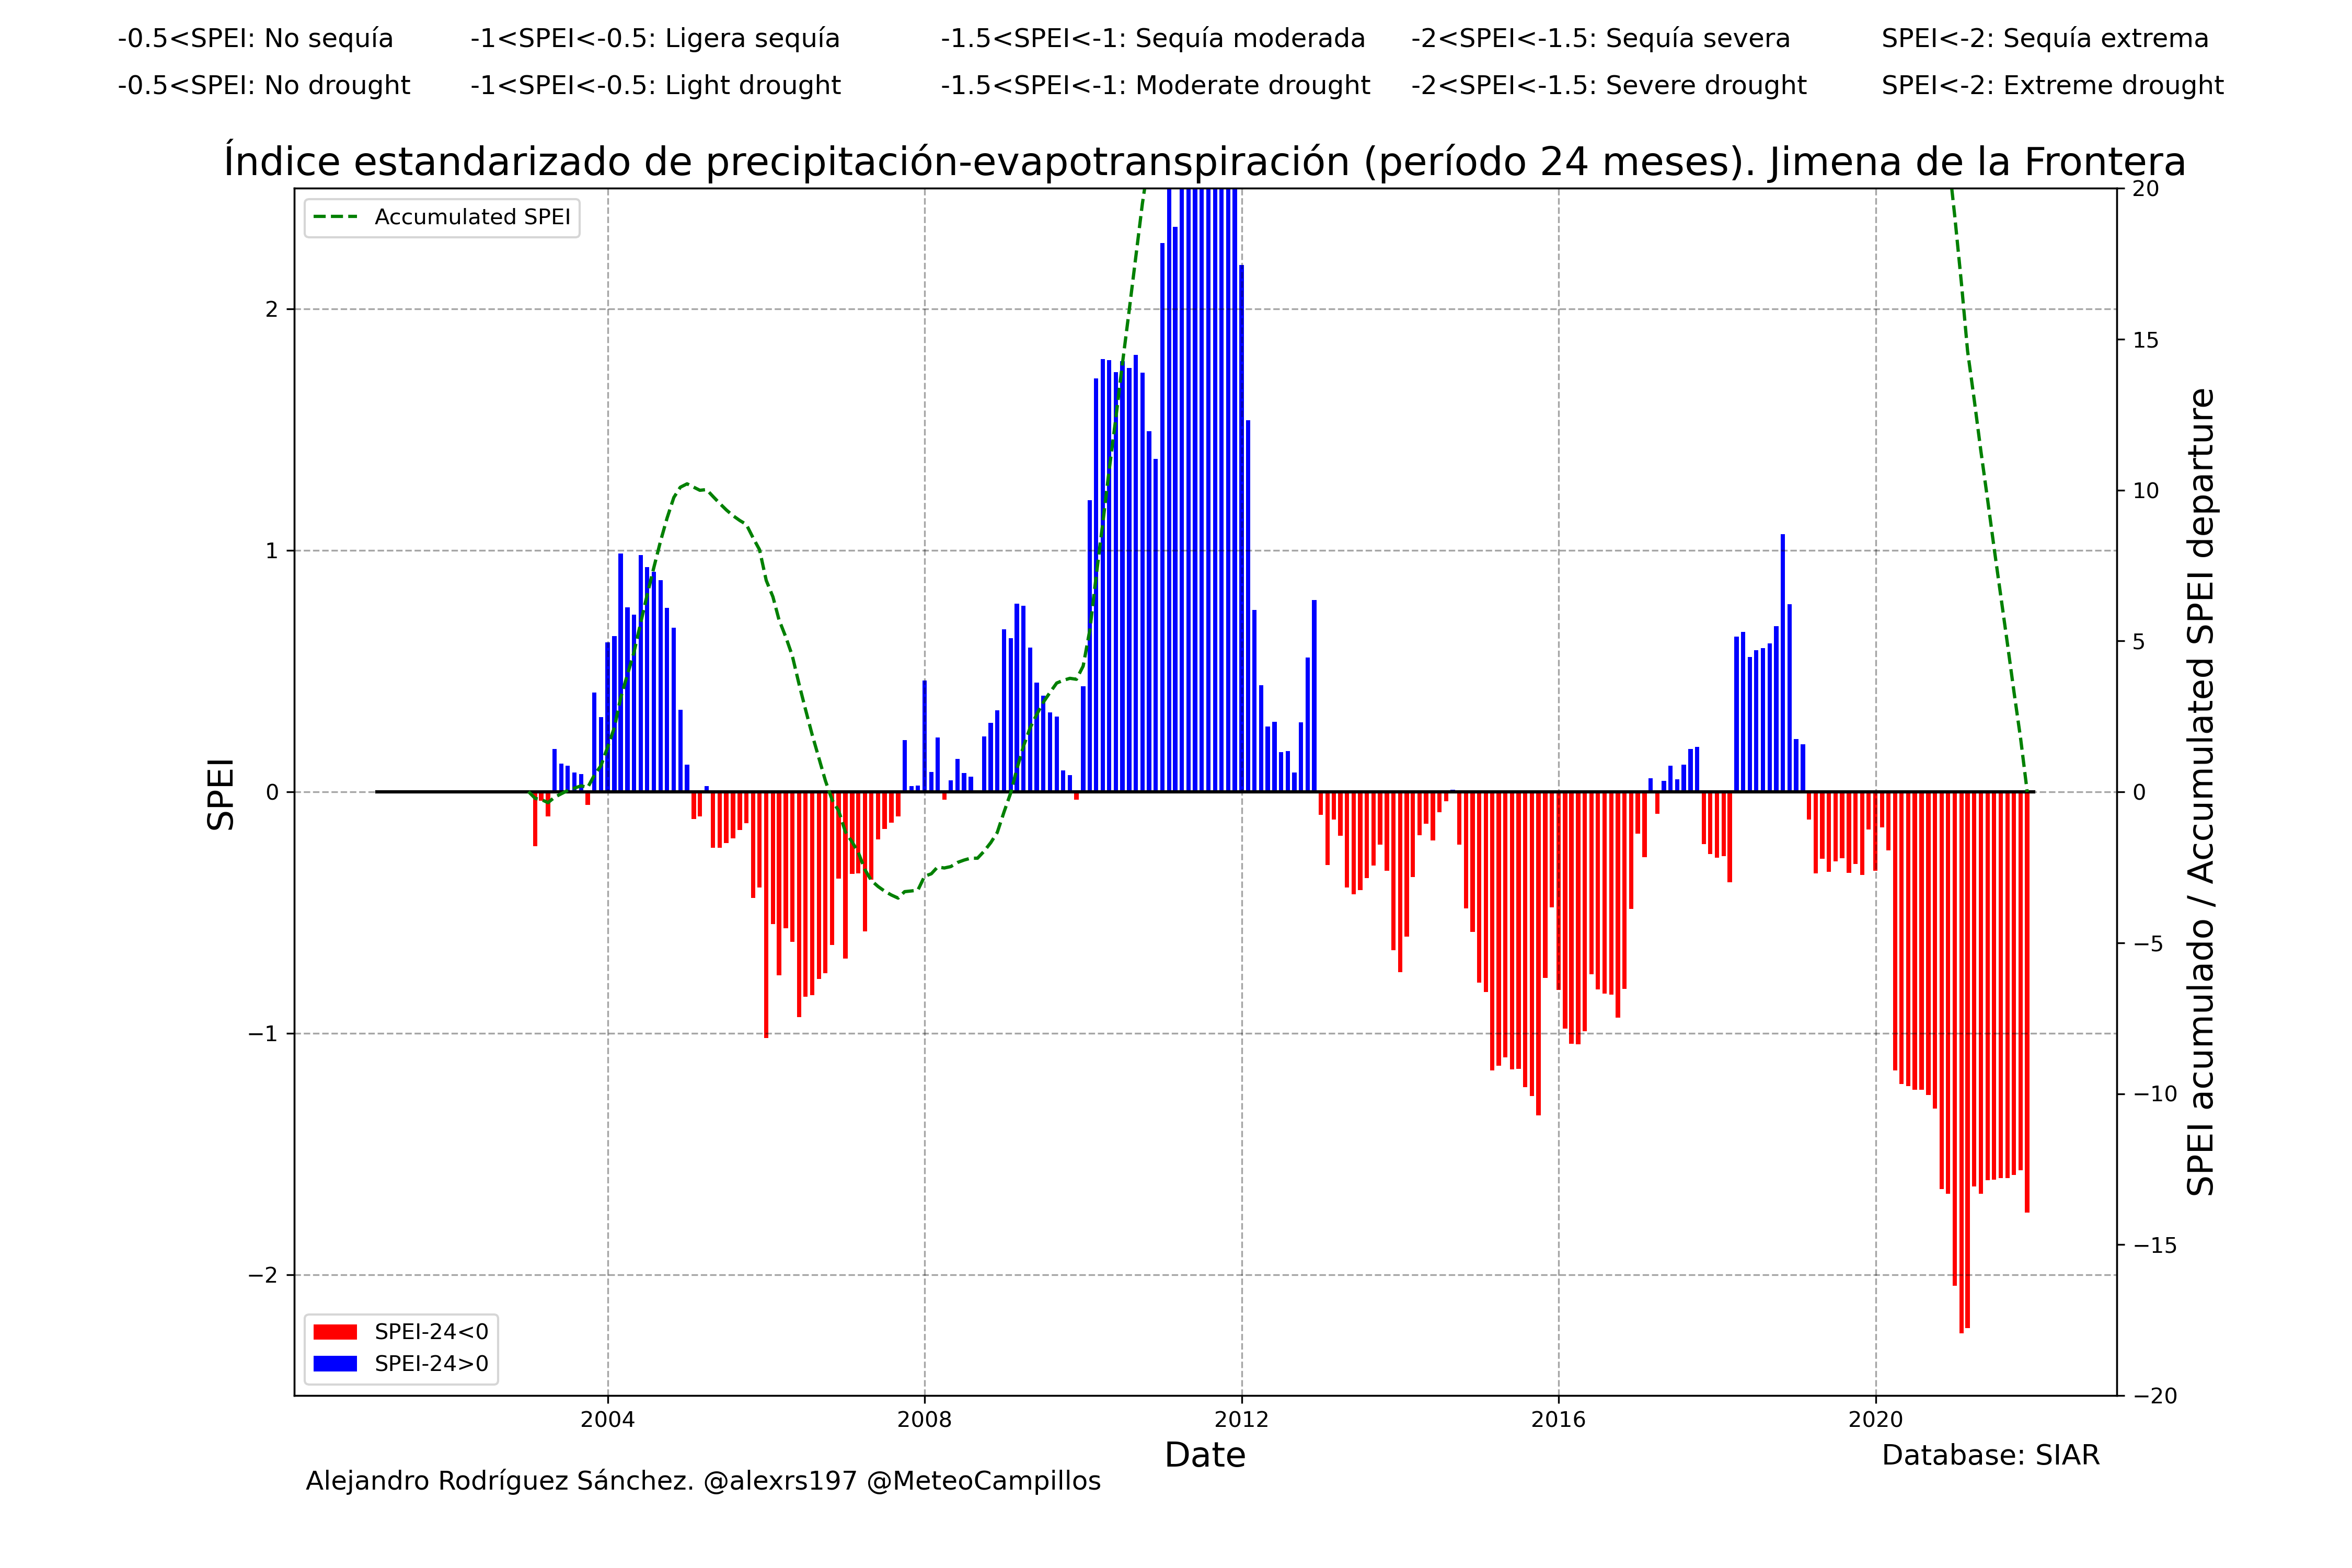 -0.5<SPEI: No sequía -1<SPEI<-0.5: Ligera sequía -1.5<SPEI<-1: Sequía moderada -2<SPEI<-1.5: Sequía severa SPEI<-2: Sequía extrema
-0.5<SPEI: No drought -1<SPEI<-0.5: Light drought -1.5<SPEI<-1: Moderate drought -2<SPEI<-1.5: Severe drought SPEI<-2: Extreme drought
Índice estandarizado de precipitación-evapotranspiración (período 24 meses). Jimena de la Frontera
Accumulated SPEI
SPEI
2
1
0
−1
−2
20
15
10
5
0
−5
−10
−15
−20
SPEI acumulado / Accumulated SPEI departure
SPEI-24<0
SPEI-24>0
2004 2008 2012 2016 2020
Date
Database: SIAR
Alejandro Rodríguez Sánchez. @alexrs197 @MeteoCampillos